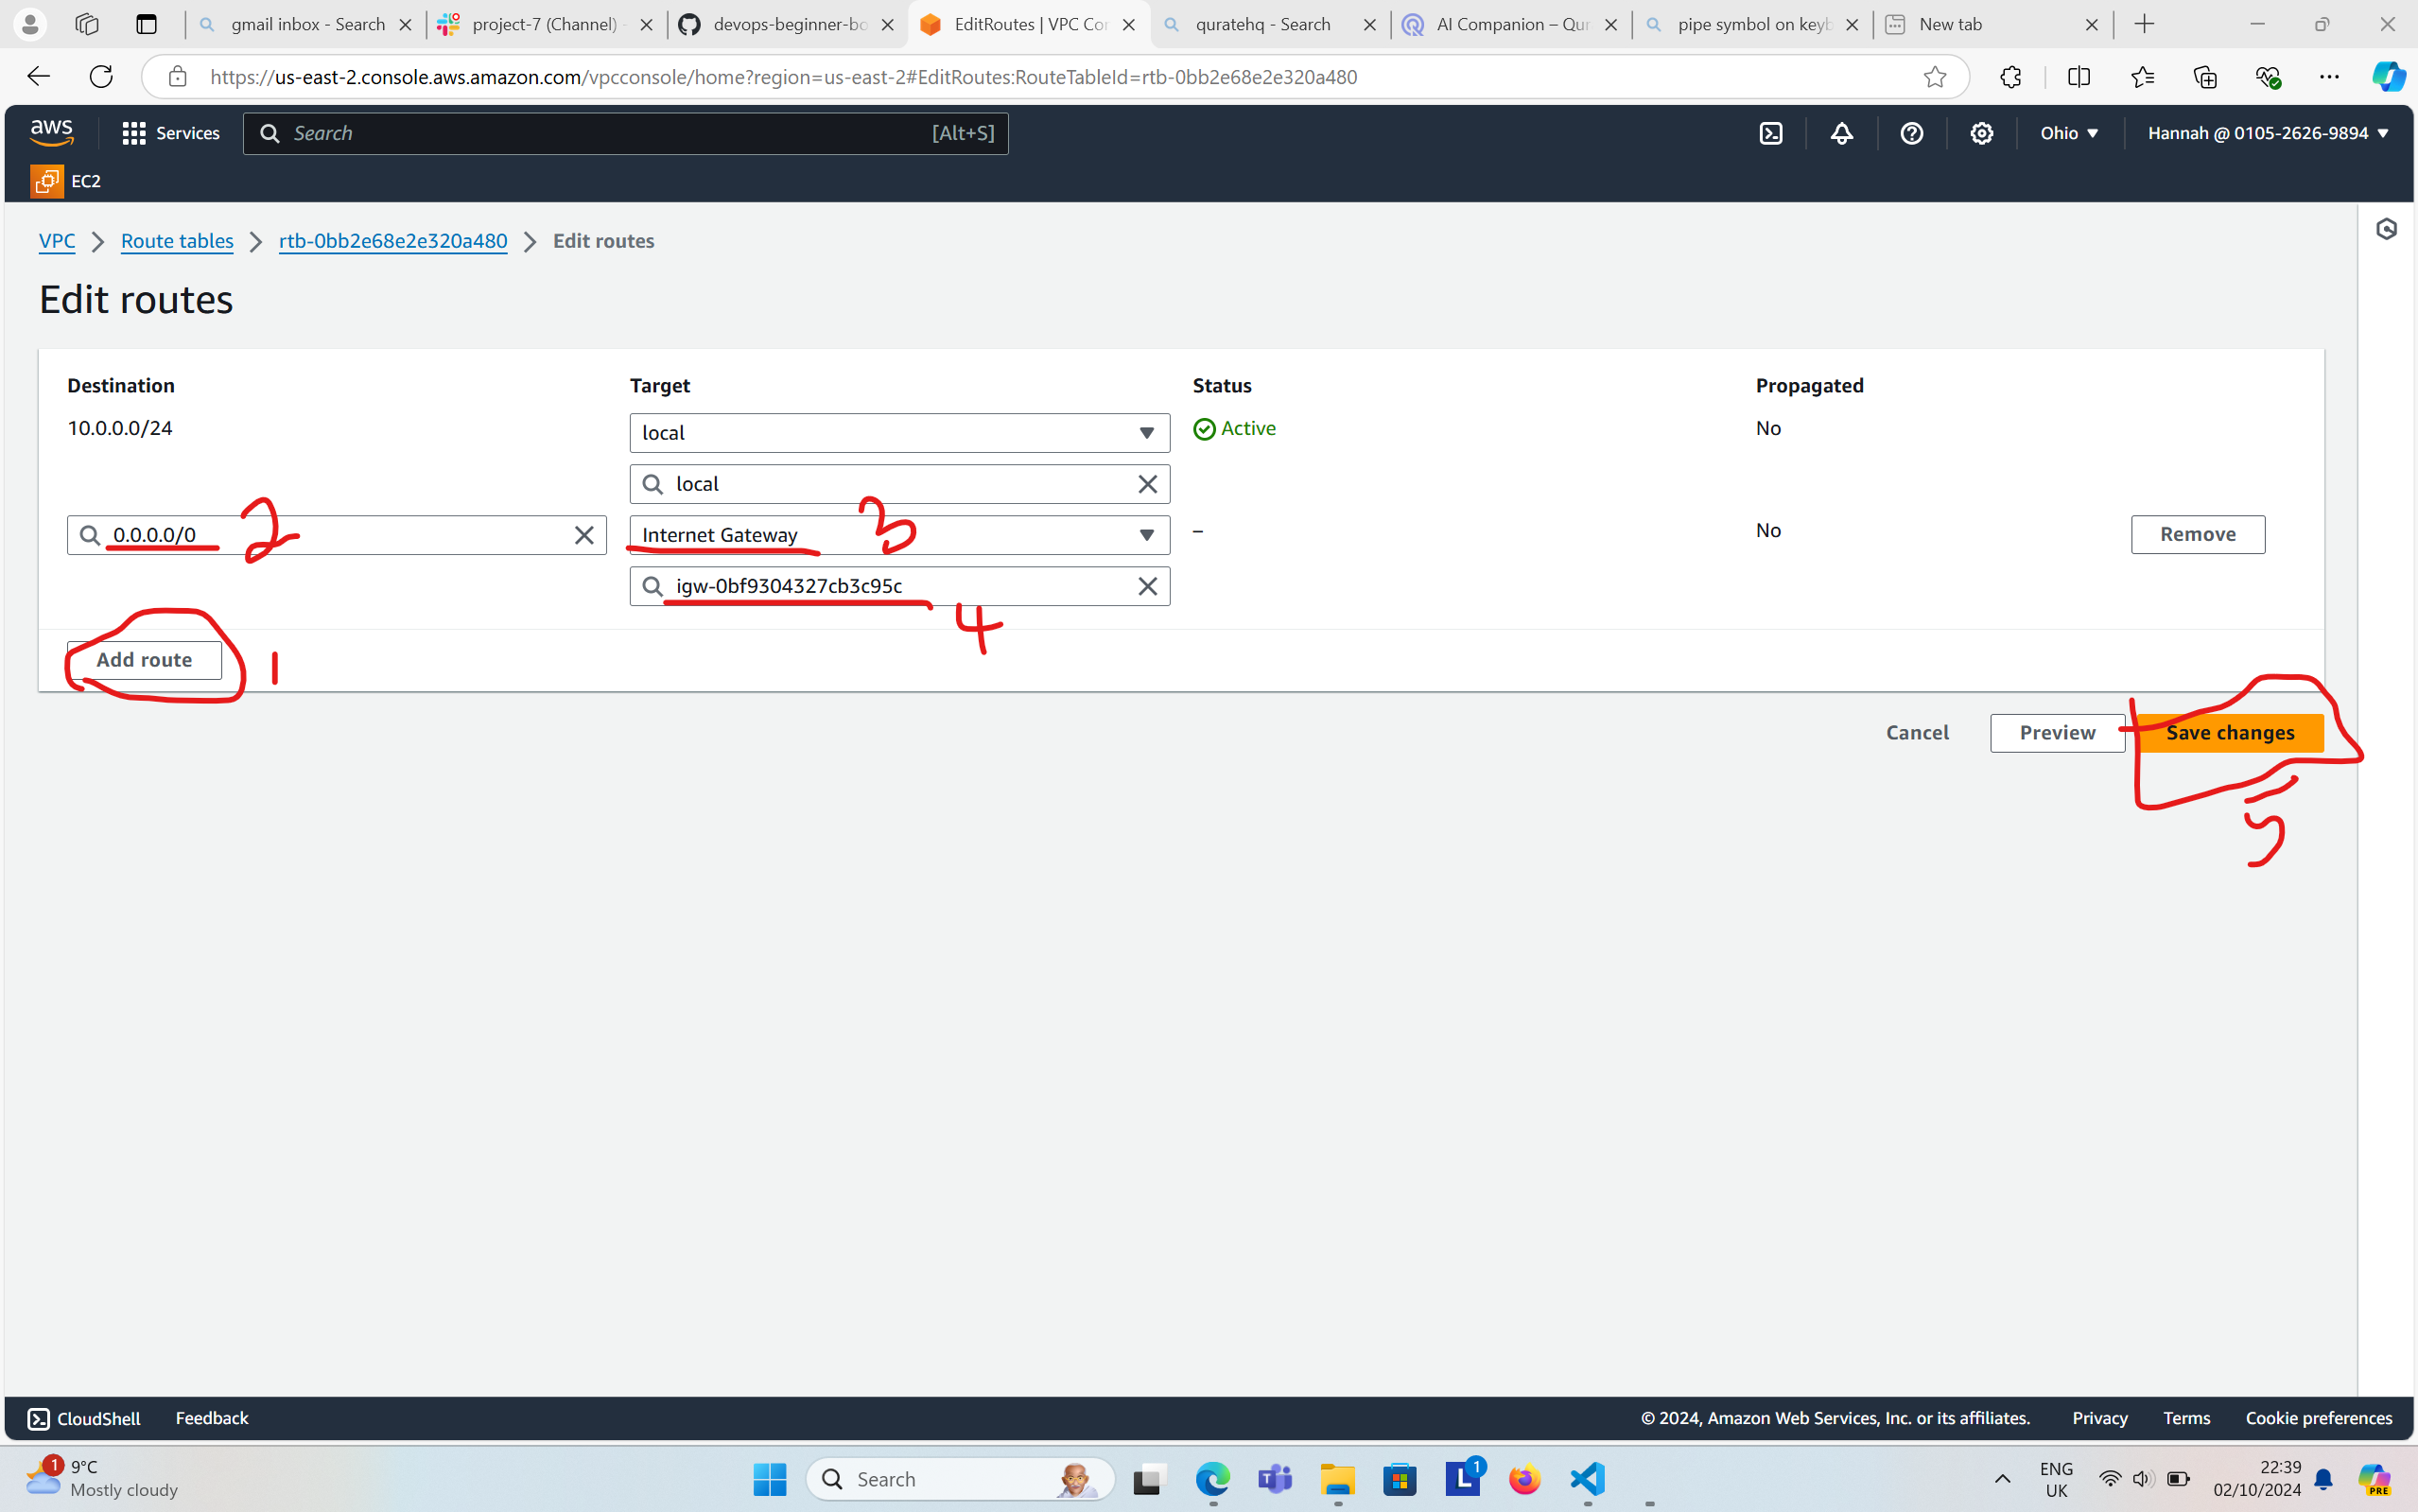 gmail inbox - Search
project-7 (Channel) -
devops-beginner-bo
EditRoutes | VPC Cor
quratehq - Search
AI Companion – Qur
pipe symbol on keyb
New tab
https://us-east-2.console.aws.amazon.com/vpcconsole/home?region=us-east-2#EditRoutes:RouteTableId=rtb-0bb2e68e2e320a480
aws
Services
Search
[Alt+S]
Ohio
Hannah @ 0105-2626-9894
EC2
VPC
Route tables
rtb-0bb2e68e2e320a480
Edit routes
Edit routes
Destination
Target
Status
Propagated
10.0.0.0/24
local
Active
No
local
0.0.0.0/0
2
Internet Gateway
3
–
No
Remove
igw-0bf9304327cb3c95c
4
Add route
1
Cancel
Preview
Save changes
5
CloudShell
Feedback
© 2024, Amazon Web Services, Inc. or its affiliates.
Privacy
Terms
Cookie preferences
1
9°C
Mostly cloudy
Search
L
1
ENG
UK
22:39
02/10/2024
PRE